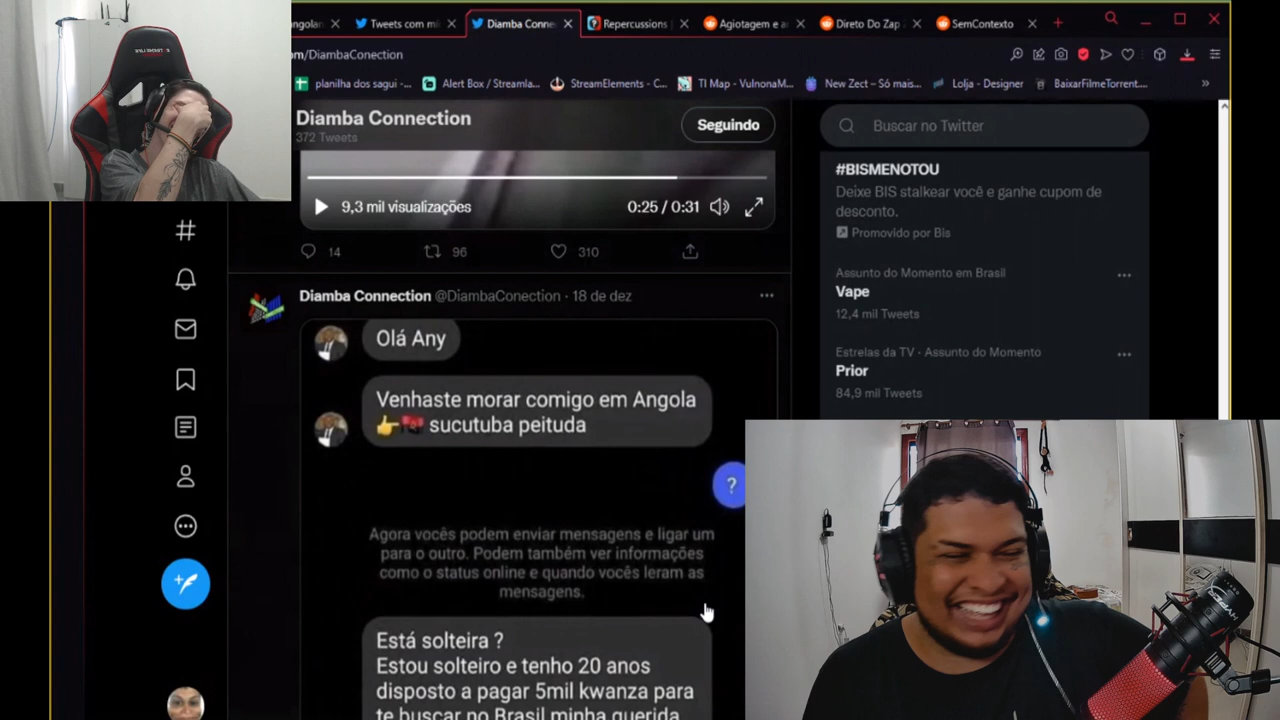 angolan
Tweets com mi
Diamba Conne
Repercussions
Agiotagem e a
Direto Do Zap
SemContexto
m/DiambaConection
planilha dos sagui -...
Alert Box / Streamla...
StreamElements - C...
TI Map - VulnonaM...
New Zect – Só mais...
Lolja - Designer
BaixarFilmeTorrent....
Diamba Connection
372 Tweets
Seguindo
Buscar no Twitter
9,3 mil visualizações
0:25 / 0:31
14
96
310
#BISMENOTOU
Deixe BIS stalkear você e ganhe cupom de
desconto.
Promovido por Bis
Assunto do Momento em Brasil
Vape
12,4 mil Tweets
Estrelas da TV · Assunto do Momento
Prior
84,9 mil Tweets
Diamba Connection @DiambaConection · 18 de dez
Olá Any
Venhaste morar comigo em Angola
👉🇦🇴 sucutuba peituda
?
Agora vocês podem enviar mensagens e ligar um
para o outro. Podem também ver informações
como o status online e quando vocês leram as
mensagens.
Está solteira ?
Estou solteiro e tenho 20 anos
disposto a pagar 5mil kwanza para
te buscar no Brasil minha querida